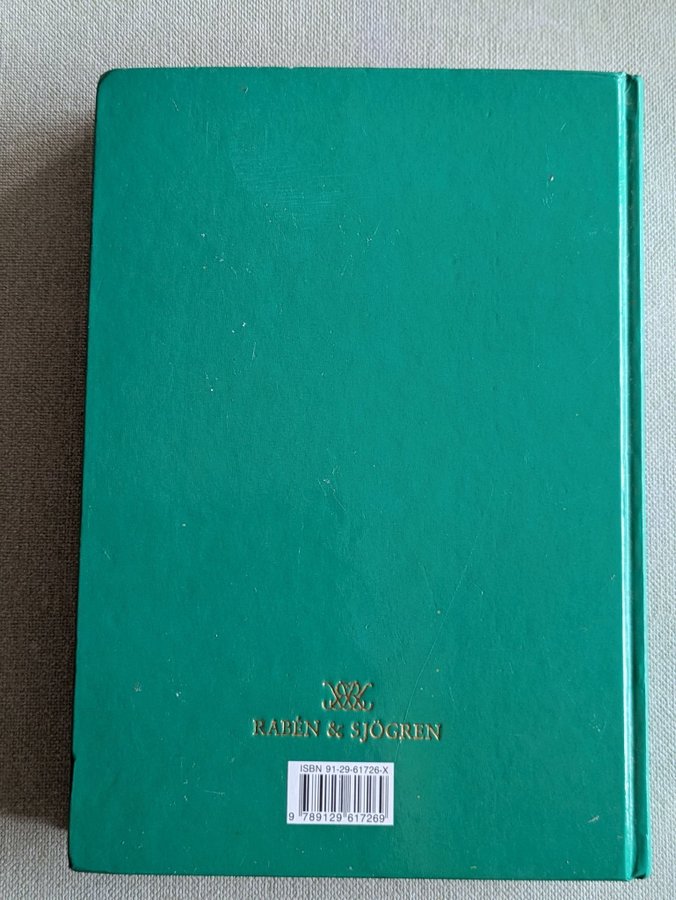 RABÉN & SJÖGREN
ISBN 91-29-61726-X
9 789129 617269